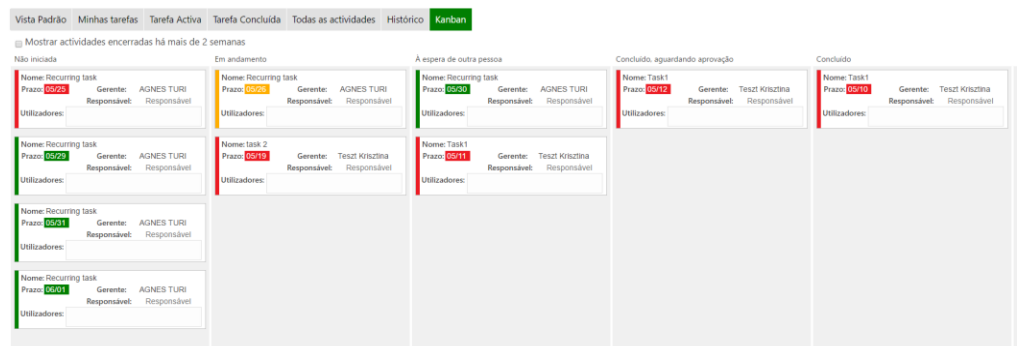 Vista Padrão Minhas tarefas Tarefa Activa Tarefa Concluída Todas as actividades Histórico Kanban
Mostrar actividades encerradas há mais de 2 semanas
Não iniciada
Nome: Recurring task
Prazo: 05/25 Gerente: AGNES TURI
Responsável: Responsável
Utilizadores:
Nome: Recurring task
Prazo: 05/29 Gerente: AGNES TURI
Responsável: Responsável
Utilizadores:
Nome: Recurring task
Prazo: 05/31 Gerente: AGNES TURI
Responsável: Responsável
Utilizadores:
Nome: Recurring task
Prazo: 06/01 Gerente: AGNES TURI
Responsável: Responsável
Utilizadores:
Em andamento
Nome: Recurring task
Prazo: 05/26 Gerente: AGNES TURI
Responsável: Responsável
Utilizadores:
Nome: task 2
Prazo: 05/19 Gerente: Teszt Krisztina
Responsável: Responsável
Utilizadores:
À espera de outra pessoa
Nome: Recurring task
Prazo: 05/30 Gerente: AGNES TURI
Responsável: Responsável
Utilizadores:
Nome: Task1
Prazo: 05/11 Gerente: Teszt Krisztina
Responsável: Responsável
Utilizadores:
Concluído, aguardando aprovação
Nome: Task1
Prazo: 05/12 Gerente: Teszt Krisztina
Responsável: Responsável
Utilizadores:
Concluído
Nome: Task1
Prazo: 05/10 Gerente: Teszt Krisztina
Responsável: Responsável
Utilizadores: